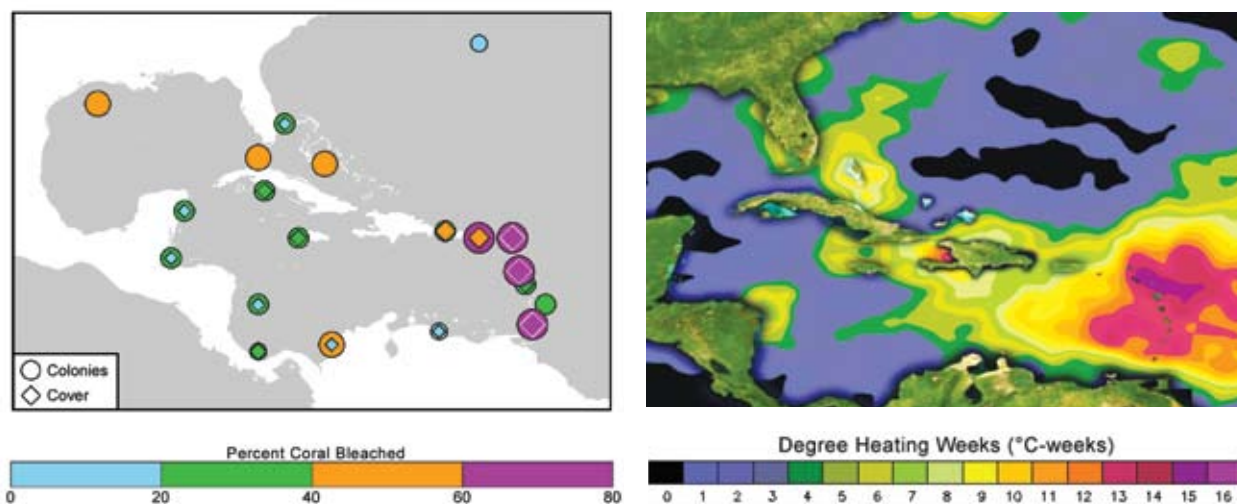 Colonies
Cover
Percent Coral Bleached
0 20 40 60 80
Degree Heating Weeks (°C-weeks)
0 1 2 3 4 5 6 7 8 9 10 11 12 13 14 15 16